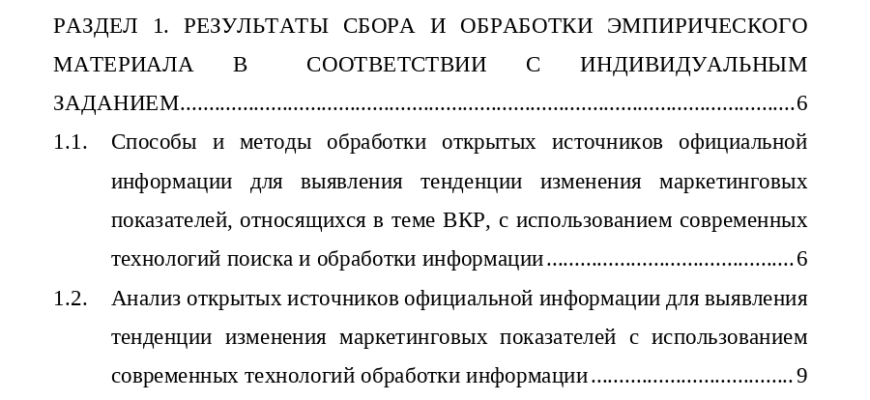 РАЗДЕЛ 1. РЕЗУЛЬТАТЫ СБОРА И ОБРАБОТКИ ЭМПИРИЧЕСКОГО
МАТЕРИАЛА В СООТВЕТСТВИИ С ИНДИВИДУАЛЬНЫМ
ЗАДАНИЕМ............................................................................................................6
1.1. Способы и методы обработки открытых источников официальной
информации для выявления тенденции изменения маркетинговых
показателей, относящихся в теме ВКР, с использованием современных
технологий поиска и обработки информации............................................6
1.2. Анализ открытых источников официальной информации для выявления
тенденции изменения маркетинговых показателей с использованием
современных технологий обработки информации....................................9